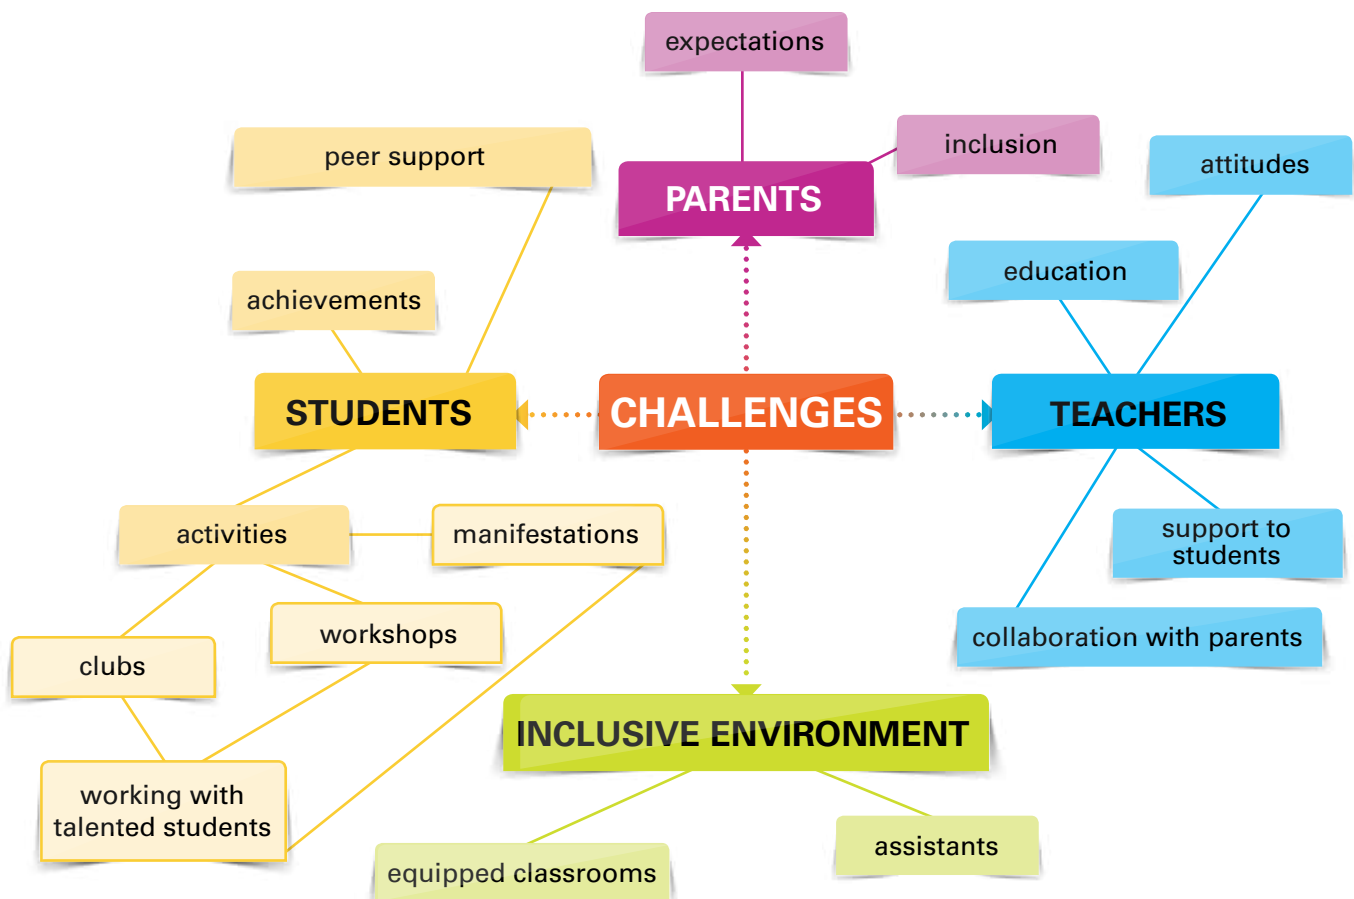 expectations
inclusion
peer support
PARENTS
attitudes
education
achievements
STUDENTS
CHALLENGES
TEACHERS
activities
manifestations
support to
students
workshops
collaboration with parents
clubs
INCLUSIVE ENVIRONMENT
working with
talented students
assistants
equipped classrooms